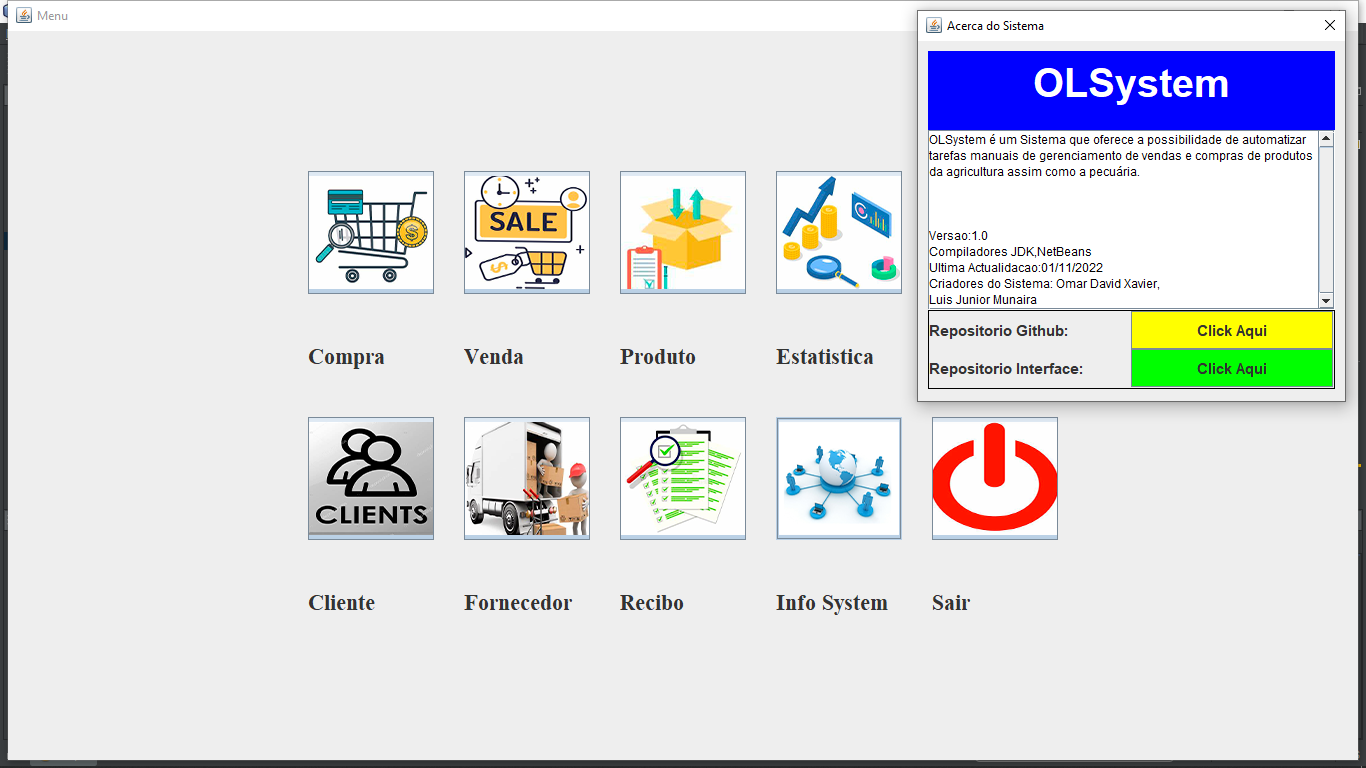 Menu
Acerca do Sistema
OLSystem
OLSystem é um Sistema que oferece a possibilidade de automatizar
tarefas manuais de gerenciamento de vendas e compras de produtos
da agricultura assim como a pecuária.
Versao:1.0
Compiladores JDK,NetBeans
Ultima Actualidacao:01/11/2022
Criadores do Sistema: Omar David Xavier,
Luis Junior Munaira
Repositorio Github: Click Aqui
Repositorio Interface: Click Aqui
SALE
Compra Venda Produto Estatistica
CLIENTS
Cliente Fornecedor Recibo Info System Sair